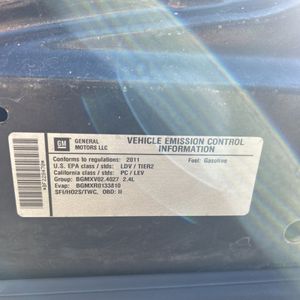 GM GENERAL MOTORS LLC
VEHICLE EMISSION CONTROL INFORMATION
Conforms to regulations: 2011
Fuel: Gasoline
U.S. EPA class / stds: LDV / TIER2
California class / stds: PC / LEV
Group: BGMXV02.4027 2.4L
Evap: BGMXR0133810
SFI/HO2S/TWC, OBD: II